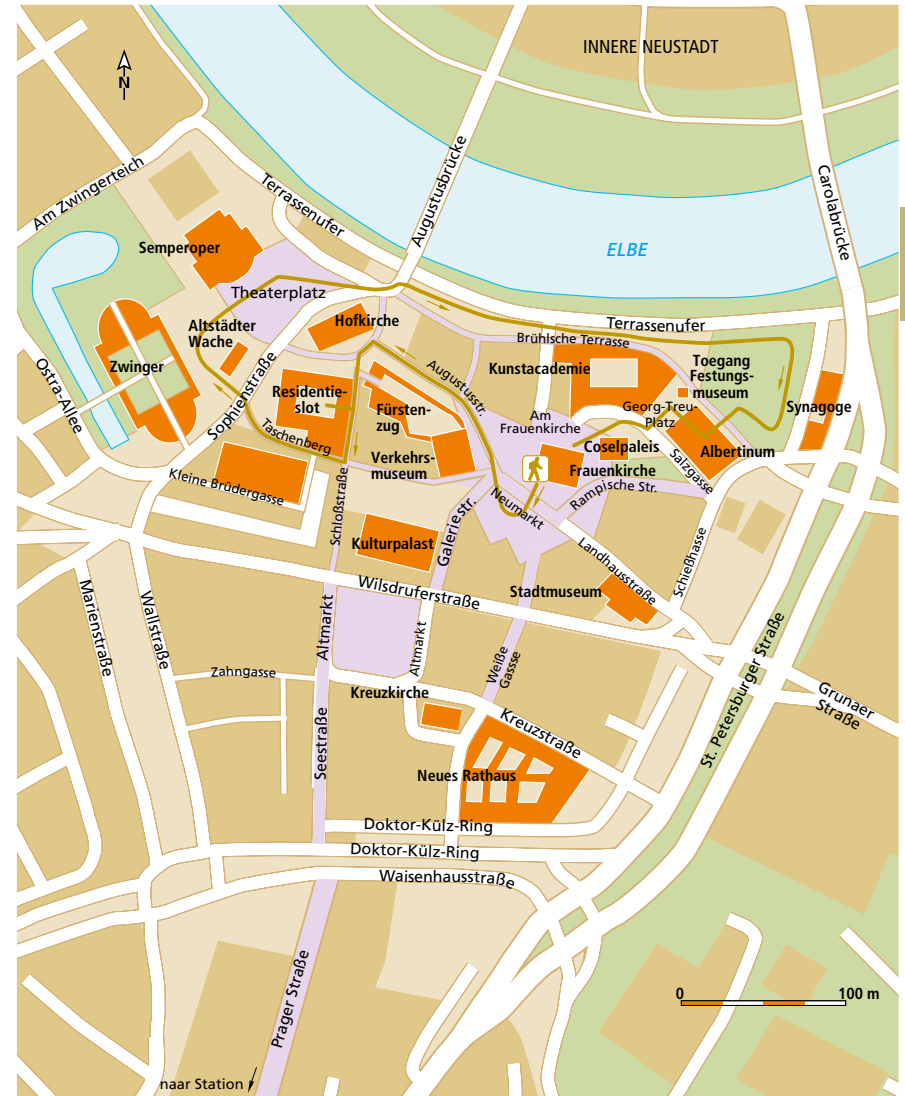 INNERE NEUSTADT
N
Am Zwingerteich
Terrassenufer
Augustusbrücke
Carolabrücke
ELBE
Semperoper
Theaterplatz
Hofkirche
Altstädter
Wache
Zwinger
Ostra-Allee
Sophienstraße
Terrassenufer
Brühlsche Terrasse
Kunstacademie
Toegang
Festungs-
museum
Synagoge
Residentie-
slot
Fürsten-
zug
Augustusstr.
Am
Frauenkirche
Georg-Treu-
Platz
Taschenberg
Verkehrs-
museum
Coselpaleis
Frauenkirche
Albertinum
Salzgasse
Rampische Str.
Neumarkt
Kleine Brüdergasse
Schloßstraße
Kulturpalast
Galeriestr.
Landhausstraße
Schießhasse
Stadtmuseum
Wilsdruferstraße
Marienstraße
Wallstraße
Altmarkt
Altmarkt
Weiße
Gassse
Zahngasse
Kreuzkirche
Kreuzstraße
St. Petersburger Straße
Grunaer
Straße
Seestraße
Neues Rathaus
Doktor-Külz-Ring
Doktor-Külz-Ring
Waisenhausstraße
Prager Straße
0 100 m
naar Station